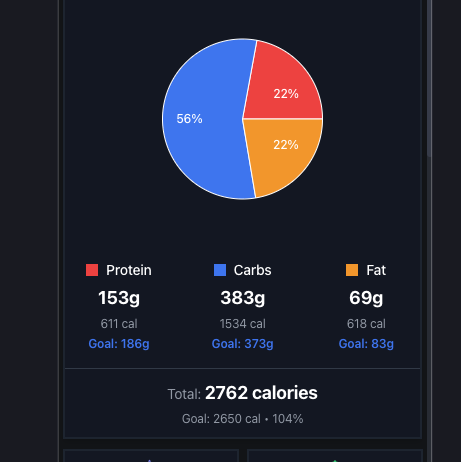 22%
56%
22%
Protein
Carbs
Fat
153g
383g
69g
611 cal
1534 cal
618 cal
Goal: 186g
Goal: 373g
Goal: 83g
Total: 2762 calories
Goal: 2650 cal • 104%